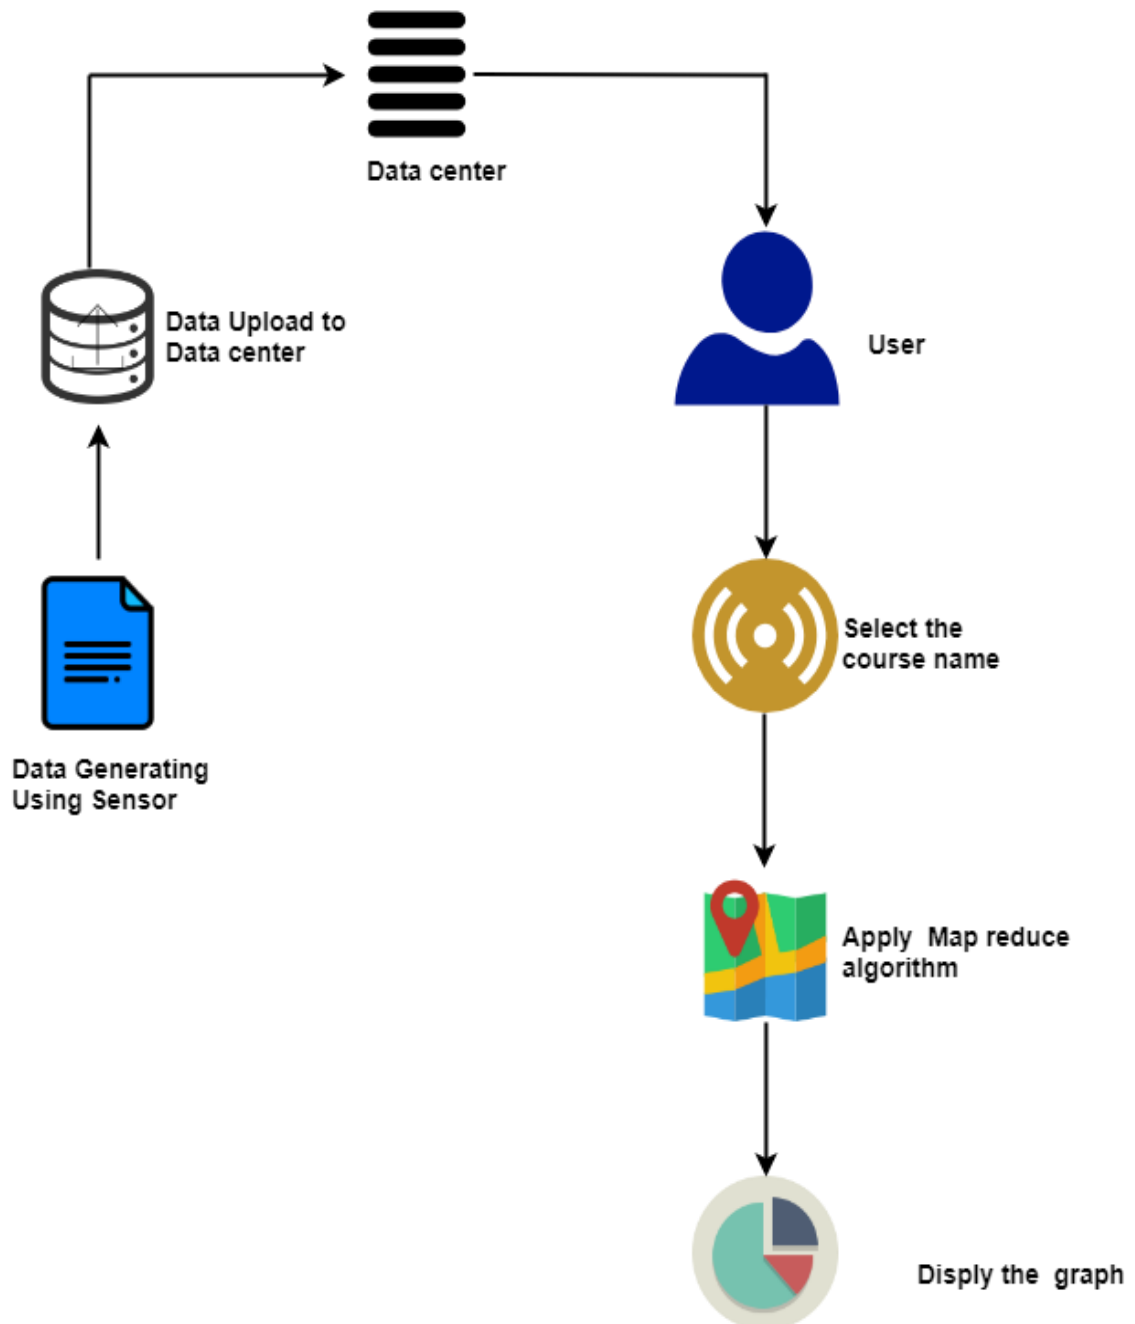 Data center
Data Upload to
Data center
User
Select the
course name
Data Generating
Using Sensor
Apply  Map reduce
algorithm
Disply the  graph